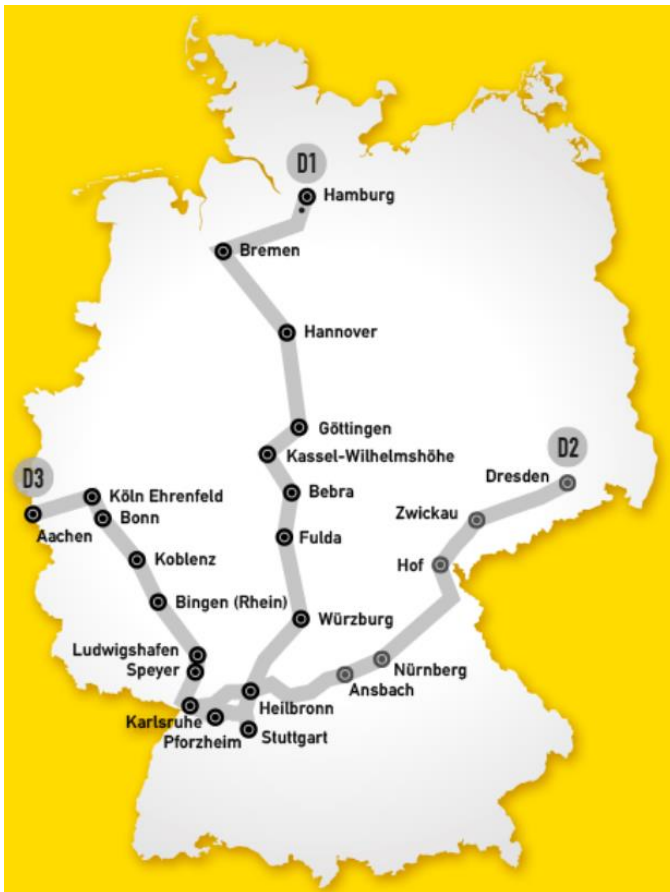 D1
Hamburg
Bremen
Hannover
Göttingen
Kassel-Wilhelmshöhe
D2
Dresden
D3
Köln Ehrenfeld
Bebra
Aachen
Bonn
Zwickau
Fulda
Koblenz
Hof
Bingen (Rhein)
Würzburg
Ludwigshafen
Speyer
Nürnberg
Ansbach
Heilbronn
Karlsruhe
Pforzheim
Stuttgart